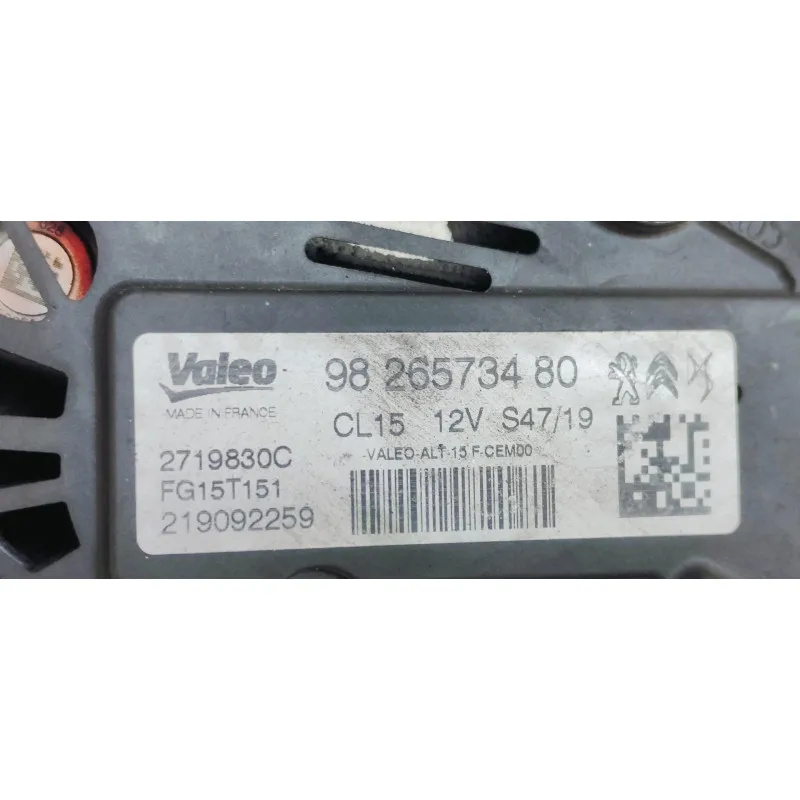 Valeo
MADE IN FRANCE
2719830C
FG15T151
219092259
98 265734 80
CL15 12V S47/19
VALEO-ALT-15 F-CEM00